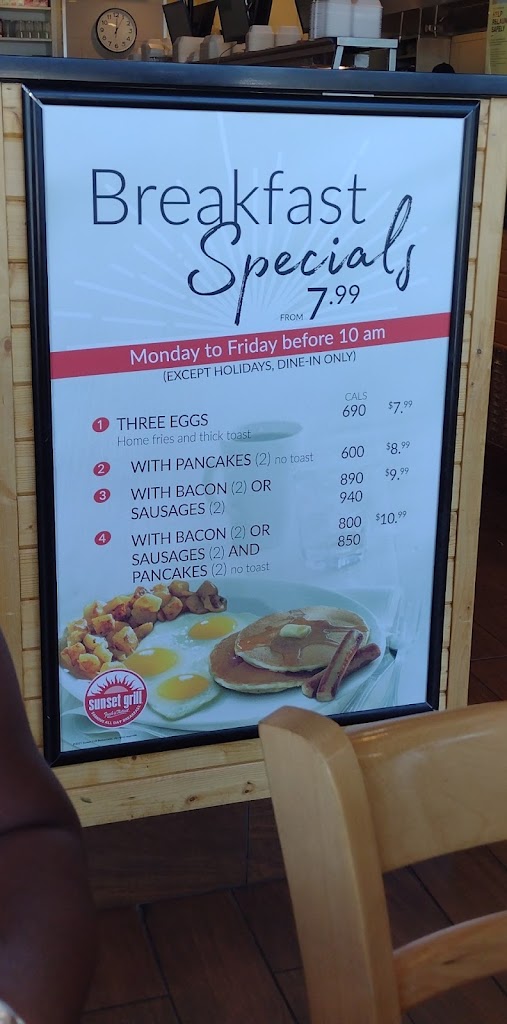 Breakfast
Specials
FROM 7.99
Monday to Friday before 10 am
(EXCEPT HOLIDAYS, DINE-IN ONLY)
CALS
1 THREE EGGS 690 $7.99
Home fries and thick toast
2 WITH PANCAKES (2) no toast 600 $8.99
3 WITH BACON (2) OR 890 $9.99
SAUSAGES (2) 940
4 WITH BACON (2) OR 800 $10.99
SAUSAGES (2) AND 850
PANCAKES (2) no toast
sunset grill